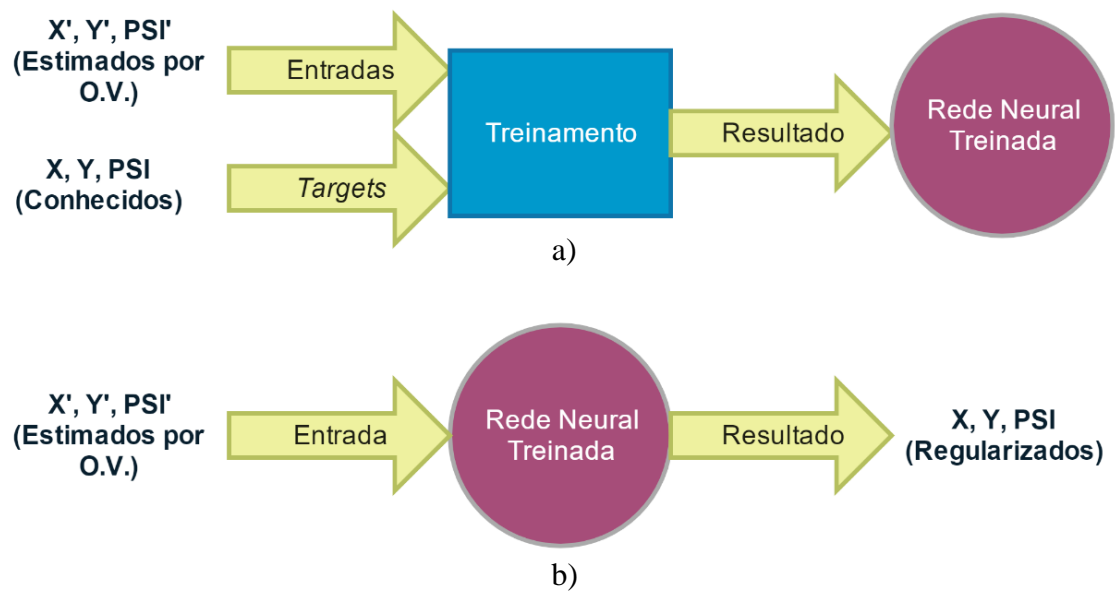 X', Y', PSI'
(Estimados por
O.V.)
Entradas
X, Y, PSI
(Conhecidos)
Targets
Treinamento
Resultado
Rede Neural
Treinada
a)
X', Y', PSI'
(Estimados por
O.V.)
Entrada
Rede Neural
Treinada
Resultado
X, Y, PSI
(Regularizados)
b)